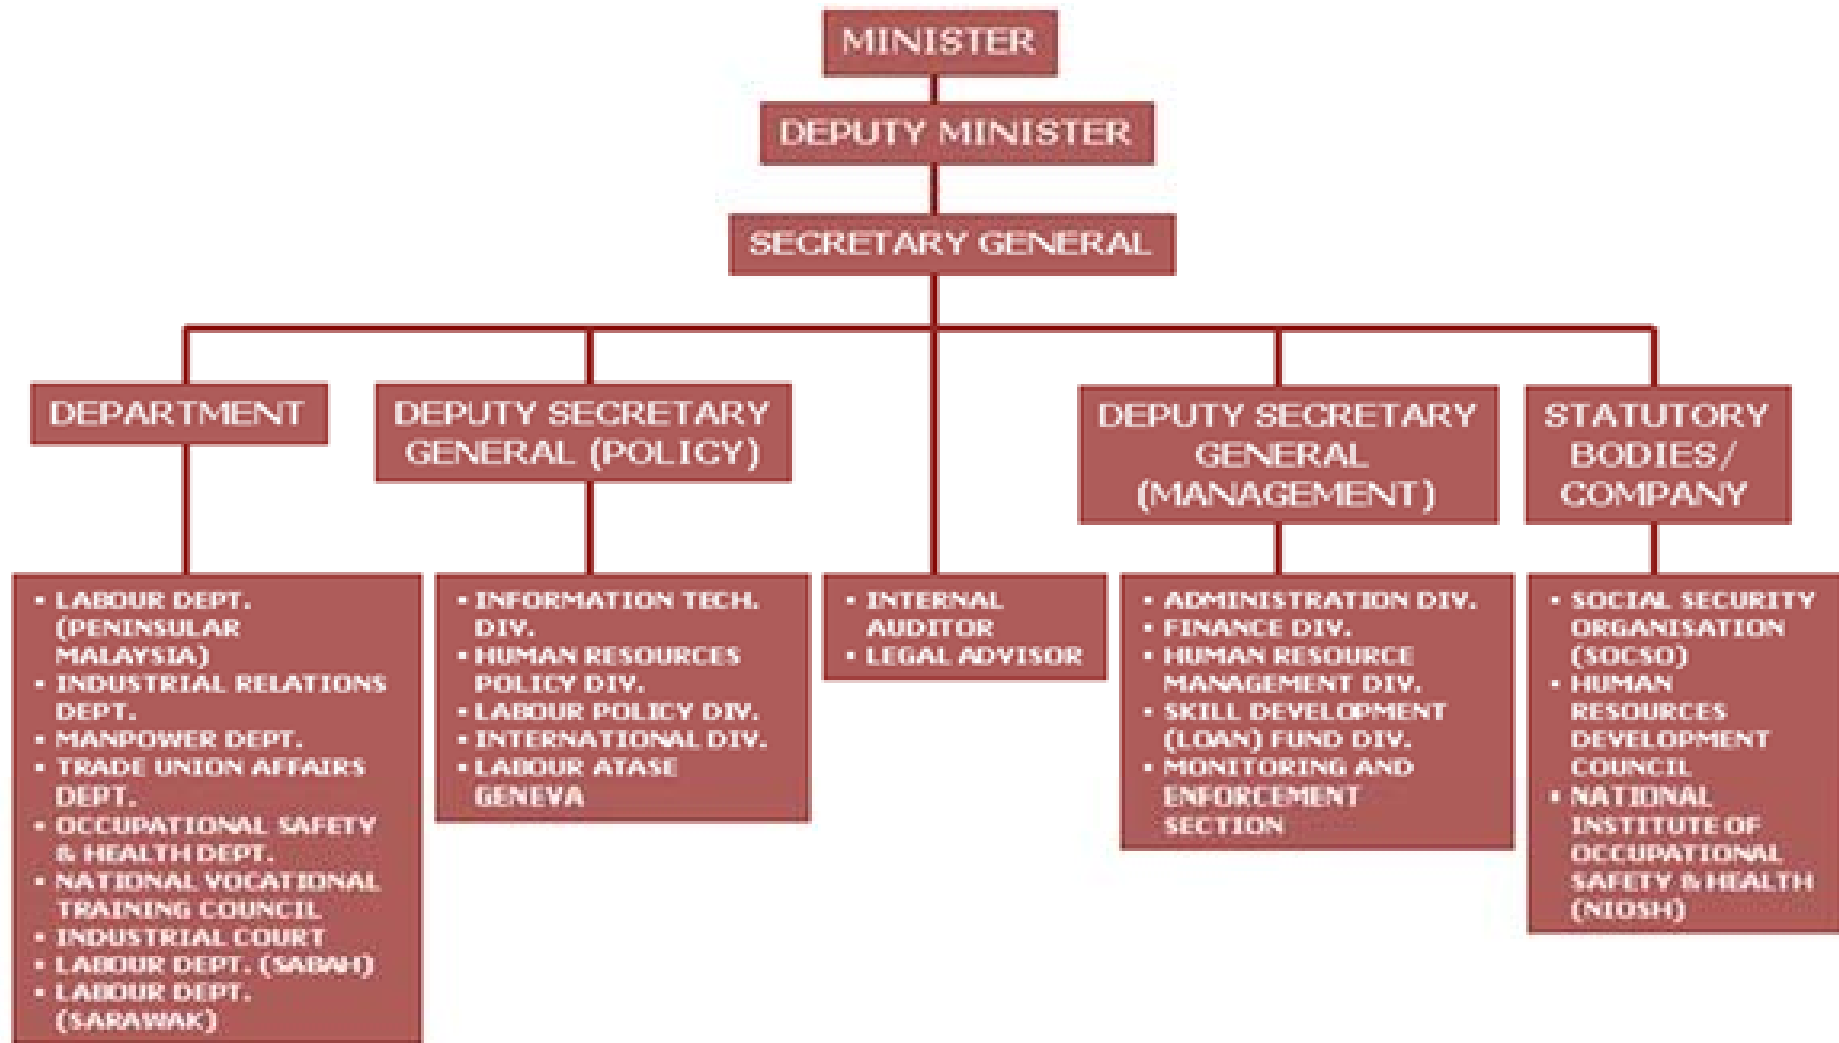 MINISTER
DEPUTY MINISTER
SECRETARY GENERAL
DEPARTMENT
DEPUTY SECRETARY
GENERAL (POLICY)
DEPUTY SECRETARY
GENERAL
(MANAGEMENT)
STATUTORY
BODIES/
COMPANY
▪ LABOUR DEPT.
(PENINSULAR
MALAYSIA)
▪ INDUSTRIAL RELATIONS
DEPT.
▪ MANPOWER DEPT.
▪ TRADE UNION AFFAIRS
DEPT.
▪ OCCUPATIONAL SAFETY
& HEALTH DEPT.
▪ NATIONAL VOCATIONAL
TRAINING COUNCIL
▪ INDUSTRIAL COURT
▪ LABOUR DEPT. (SABAH)
▪ LABOUR DEPT.
(SARAWAK)
▪ INFORMATION TECH.
DIV.
▪ HUMAN RESOURCES
POLICY DIV.
▪ LABOUR POLICY DIV.
▪ INTERNATIONAL DIV.
▪ LABOUR ATASE
GENEVA
▪ INTERNAL
AUDITOR
▪ LEGAL ADVISOR
▪ ADMINISTRATION DIV.
▪ FINANCE DIV.
▪ HUMAN RESOURCE
MANAGEMENT DIV.
▪ SKILL DEVELOPMENT
(LOAN) FUND DIV.
▪ MONITORING AND
ENFORCEMENT
SECTION
▪ SOCIAL SECURITY
ORGANISATION
(SOCSO)
▪ HUMAN
RESOURCES
DEVELOPMENT
COUNCIL
▪ NATIONAL
INSTITUTE OF
OCCUPATIONAL
SAFETY & HEALTH
(NIOSH)